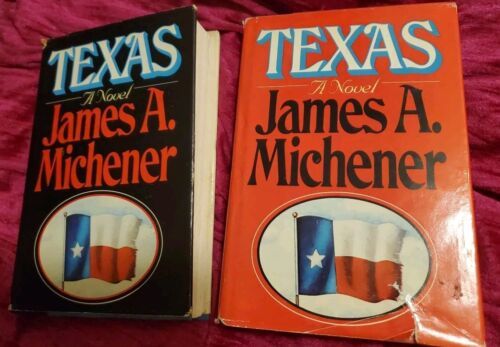 TEXAS
A Novel
James A.
Michener
TEXAS
A Novel
James A.
Michener